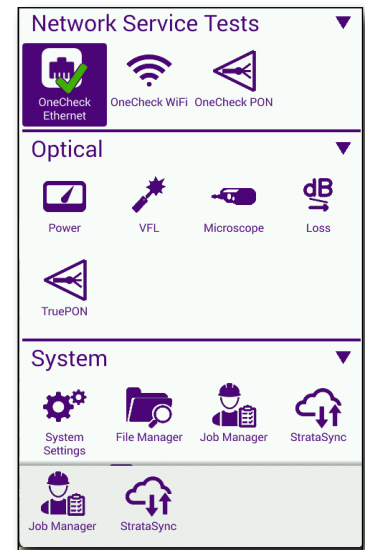 Network Service Tests
OneCheck
Ethernet
OneCheck WiFi
OneCheck PON
Optical
Power
VFL
Microscope
dB
Loss
TruePON
System
System
Settings
File Manager
Job Manager
StrataSync
Job Manager
StrataSync